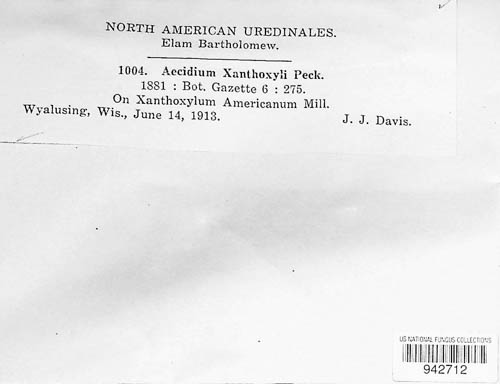 NORTH AMERICAN UREDINALES.
Elam Bartholomew.
1004. Aecidium Xanthoxyli Peck.
1881 : Bot. Gazette 6 : 275.
On Xanthoxylum Americanum Mill.
Wyalusing, Wis., June 14, 1913. J. J. Davis.
US NATIONAL FUNGUS COLLECTIONS
942712